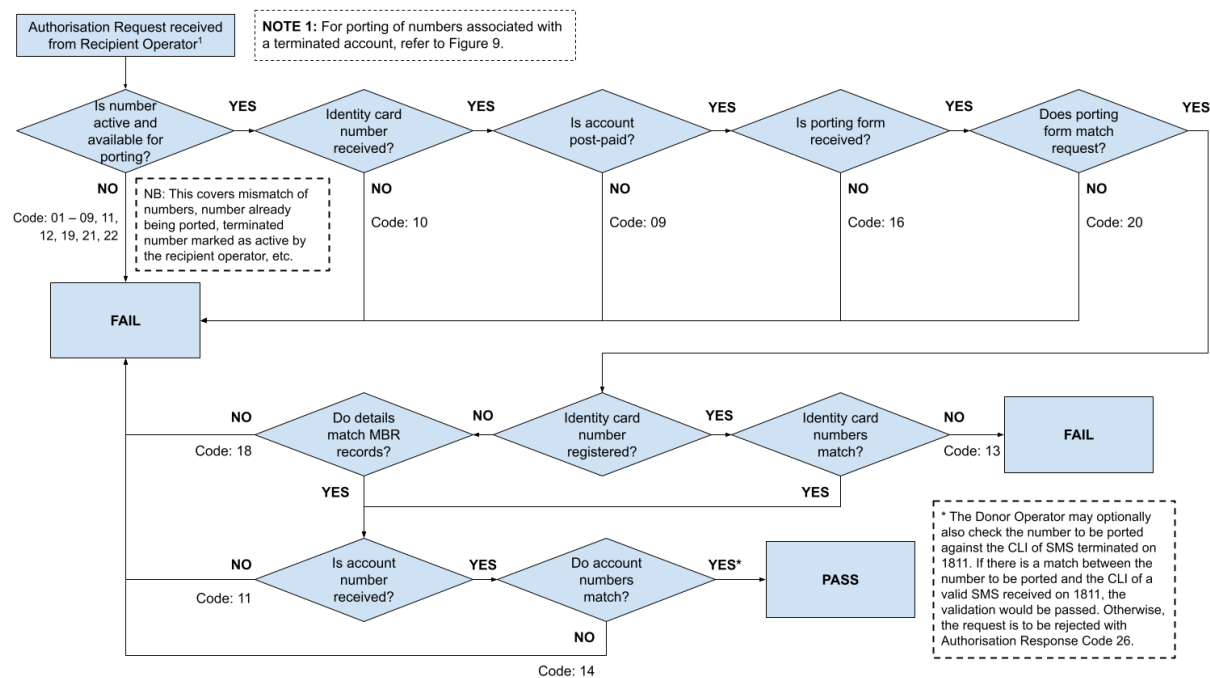 Authorisation Request received
from Recipient Operator¹
NOTE 1: For porting of numbers associated with
a terminated account, refer to Figure 9.
Is number
active and
available for
porting?
YES
Identity card
number
received?
YES
Is account
post-paid?
YES
Is porting form
received?
YES
Does porting
form match
request?
YES
NO
Code: 01 – 09, 11,
12, 19, 21, 22
NB: This covers mismatch of
numbers, number already
being ported, terminated
number marked as active by
the recipient operator, etc.
NO
Code: 10
NO
Code: 09
NO
Code: 16
NO
Code: 20
FAIL
NO
Code: 18
Do details
match MBR
records?
NO
Identity card
number
registered?
YES
Identity card
numbers
match?
NO
Code: 13
FAIL
YES
YES
NO
Code: 11
Is account
number
received?
YES
Do account
numbers
match?
YES*
PASS
NO
Code: 14
* The Donor Operator may optionally
also check the number to be ported
against the CLI of SMS terminated on
1811. If there is a match between the
number to be ported and the CLI of a
valid SMS received on 1811, the
validation would be passed. Otherwise,
the request is to be rejected with
Authorisation Response Code 26.